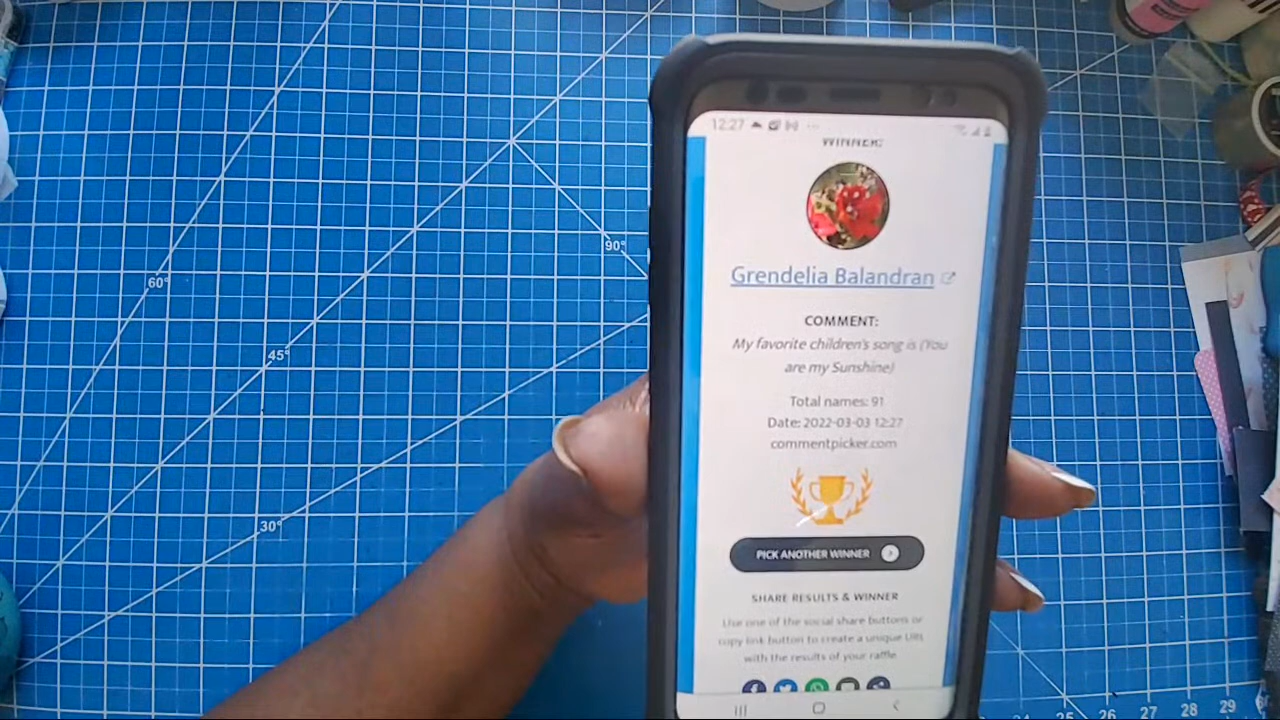 12:27
WINNER:
Grendelia Balandran
COMMENT:
My favorite children's song is (You
are my Sunshine)
Total names: 91
Date: 2022-03-03 12:27
commentpicker.com
PICK ANOTHER WINNER
SHARE RESULTS & WINNER
Use one of the social share buttons or
copy link button to create a unique URL
with the results of your raffle.
90°
60°
45°
30°
25 26 27 28 29